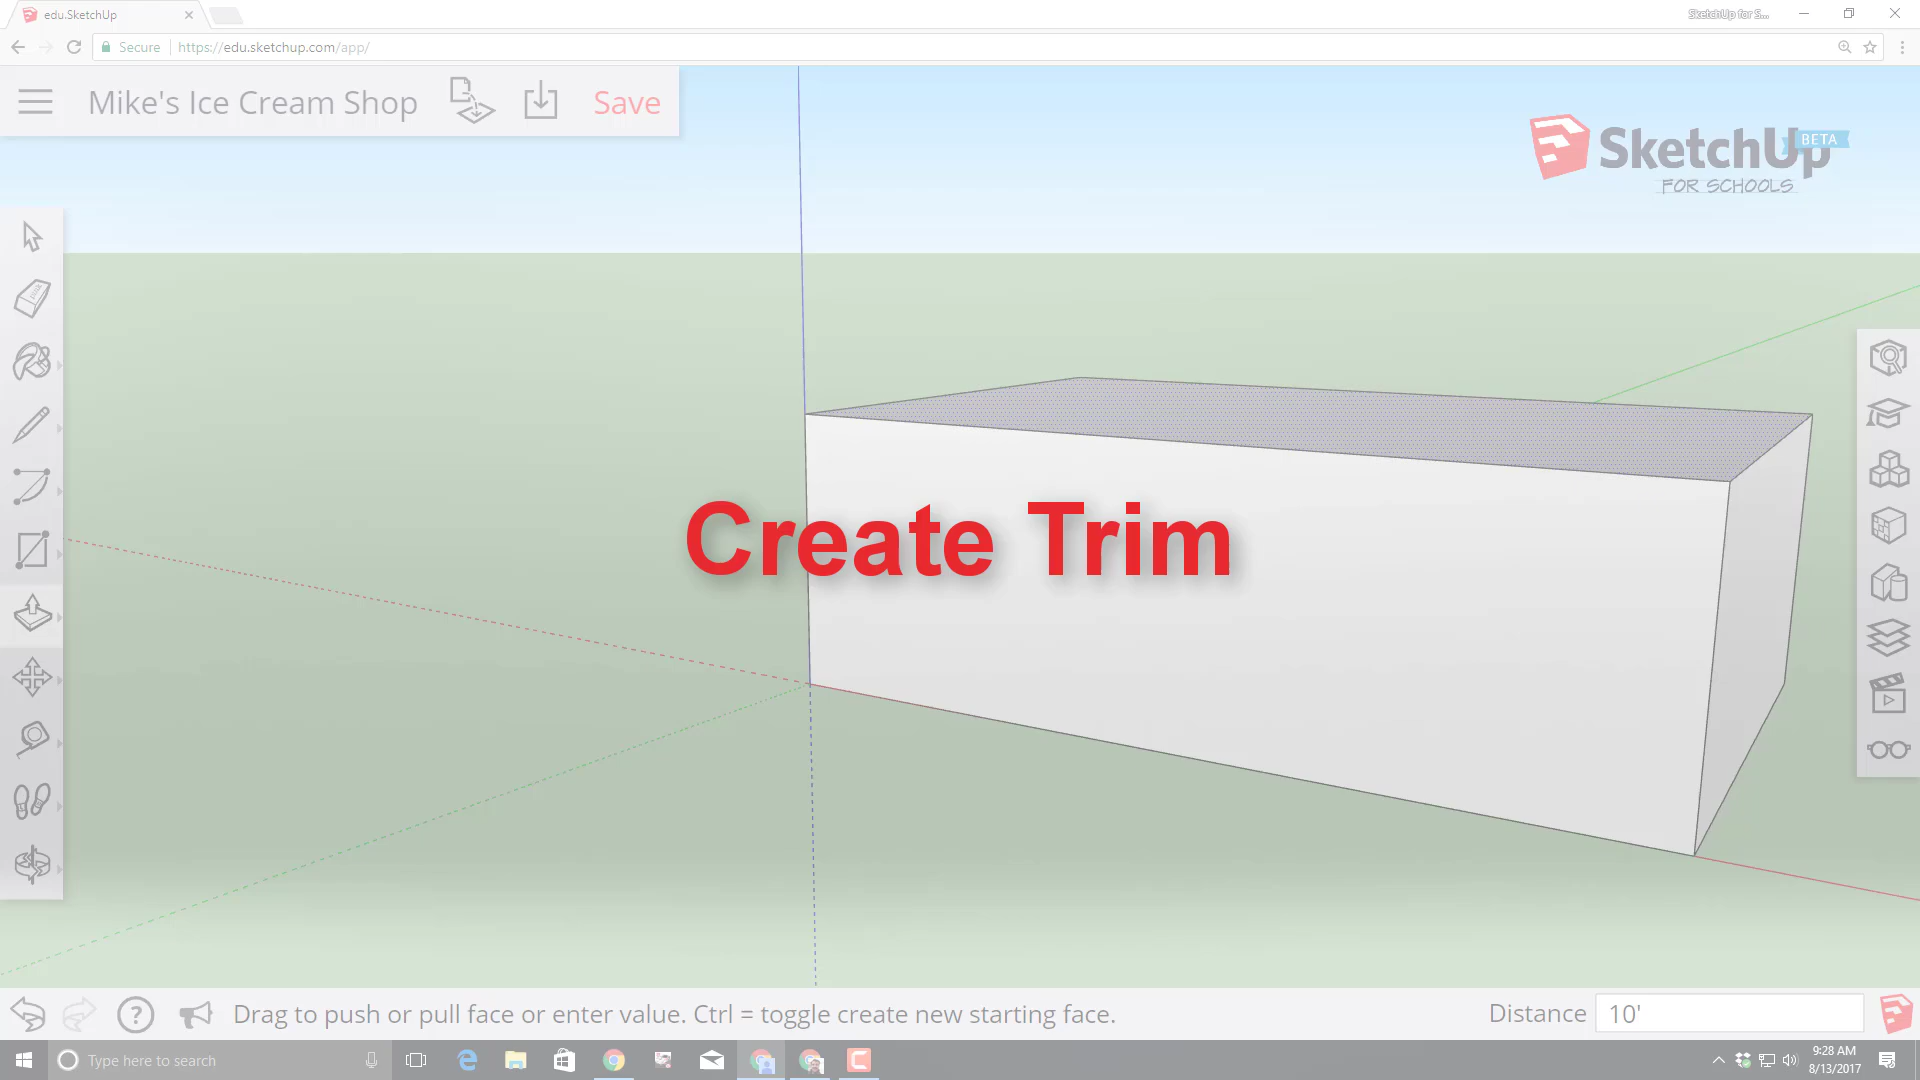 edu.SketchUp
SketchUp for S...
Secure
https://edu.sketchup.com/app/
Mike's Ice Cream Shop
Save
SketchUp
BETA
FOR SCHOOLS
Create Trim
Drag to push or pull face or enter value. Ctrl = toggle create new starting face.
Distance
10'
Type here to search
9:28 AM
8/13/2017